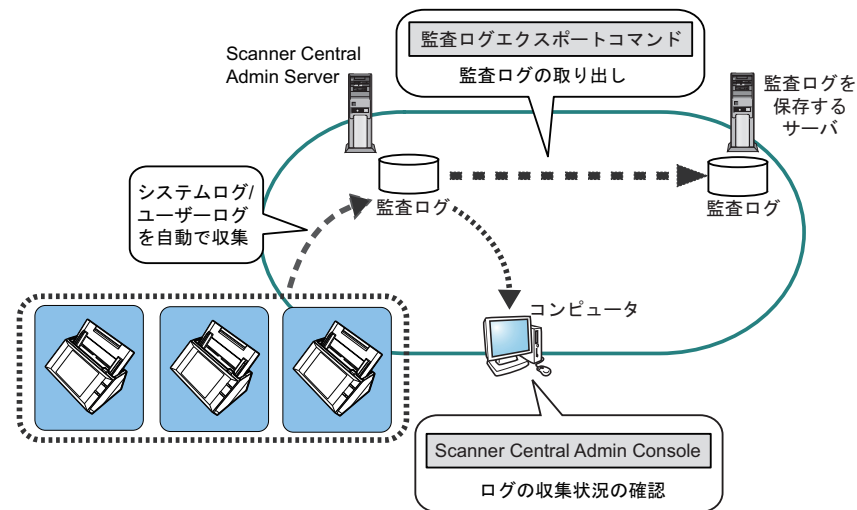 Scanner Central
Admin Server
監査ログエクスポートコマンド
監査ログの取り出し
監査ログを
保存する
サーバ
システムログ/
ユーザーログ
を自動で収集
監査ログ
監査ログ
コンピュータ
Scanner Central Admin Console
ログの収集状況の確認